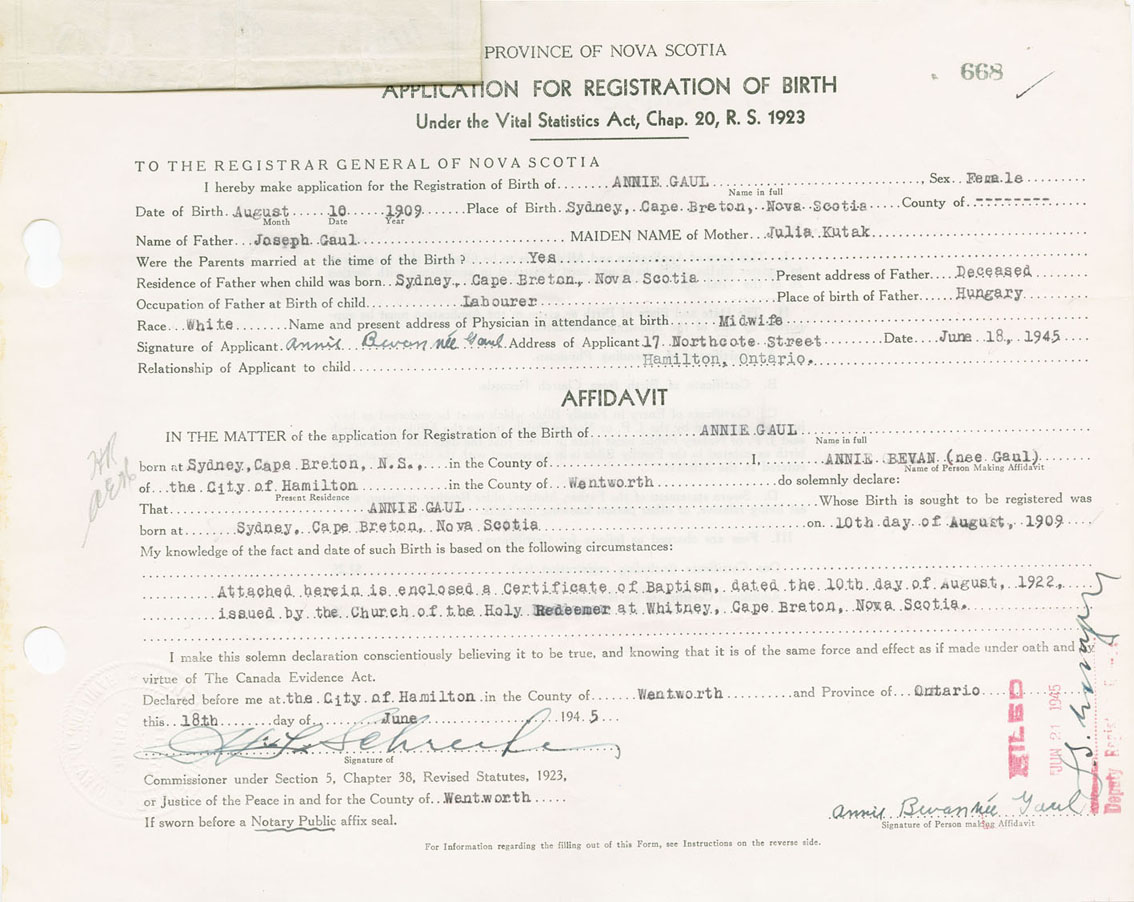 PROVINCE OF NOVA SCOTIA
668
APPLICATION FOR REGISTRATION OF BIRTH
Under the Vital Statistics Act, Chap. 20, R. S. 1923
TO THE REGISTRAR GENERAL OF NOVA SCOTIA
I hereby make application for the Registration of Birth of ANNIE GAUL, Sex Female
Name in full
Date of Birth August 10 1909 Place of Birth Sydney, Cape Breton, Nova Scotia County of ---------
Month Date Year
Name of Father Joseph Gaul MAIDEN NAME of Mother Julia Kutak
Were the Parents married at the time of the Birth? Yes
Residence of Father when child was born Sydney, Cape Breton, Nova Scotia Present address of Father Deceased
Occupation of Father at Birth of child Labourer Place of birth of Father Hungary
Race White Name and present address of Physician in attendance at birth Midwife
Signature of Applicant Annie Bevan née Gaul Address of Applicant 17 Northcote Street Date June 18, 1945
Relationship of Applicant to child Hamilton, Ontario.
AFFIDAVIT
IN THE MATTER of the application for Registration of the Birth of ANNIE GAUL
Name in full
born at Sydney, Cape Breton, N.S., in the County of I, ANNIE BEVAN (nee Gaul)
Name of Person Making Affidavit
of the City of Hamilton in the County of Wentworth do solemnly declare:
Present Residence
That ANNIE GAUL Whose Birth is sought to be registered was
born at Sydney, Cape Breton, Nova Scotia on 10th day of August, 1909
My knowledge of the fact and date of such Birth is based on the following circumstances:
Attached herein is enclosed a Certificate of Baptism, dated the 10th day of August, 1922,
issued by the Church of the Holy Redeemer at Whitney, Cape Breton, Nova Scotia.
I make this solemn declaration conscientiously believing it to be true, and knowing that it is of the same force and effect as if made under oath and by
virtue of The Canada Evidence Act.
Declared before me at the City of Hamilton in the County of Wentworth and Province of Ontario
this 18th day of June 1945
Signature of
Commissioner under Section 5, Chapter 38, Revised Statutes, 1923,
or Justice of the Peace in and for the County of Wentworth
If sworn before a Notary Public affix seal.
FILED
JUN 21 1945
Deputy
Annie Bevan née Gaul
Signature of Person making Affidavit
For Information regarding the filling out of this Form, see Instructions on the reverse side.